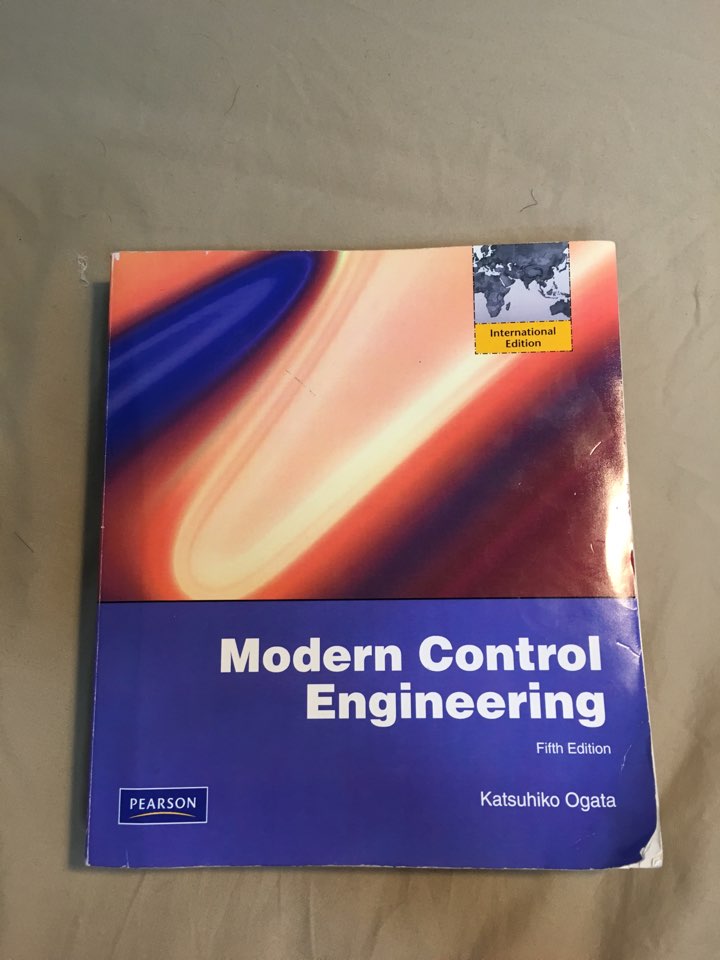 International
Edition
Modern Control
Engineering
Fifth Edition
Katsuhiko Ogata
PEARSON